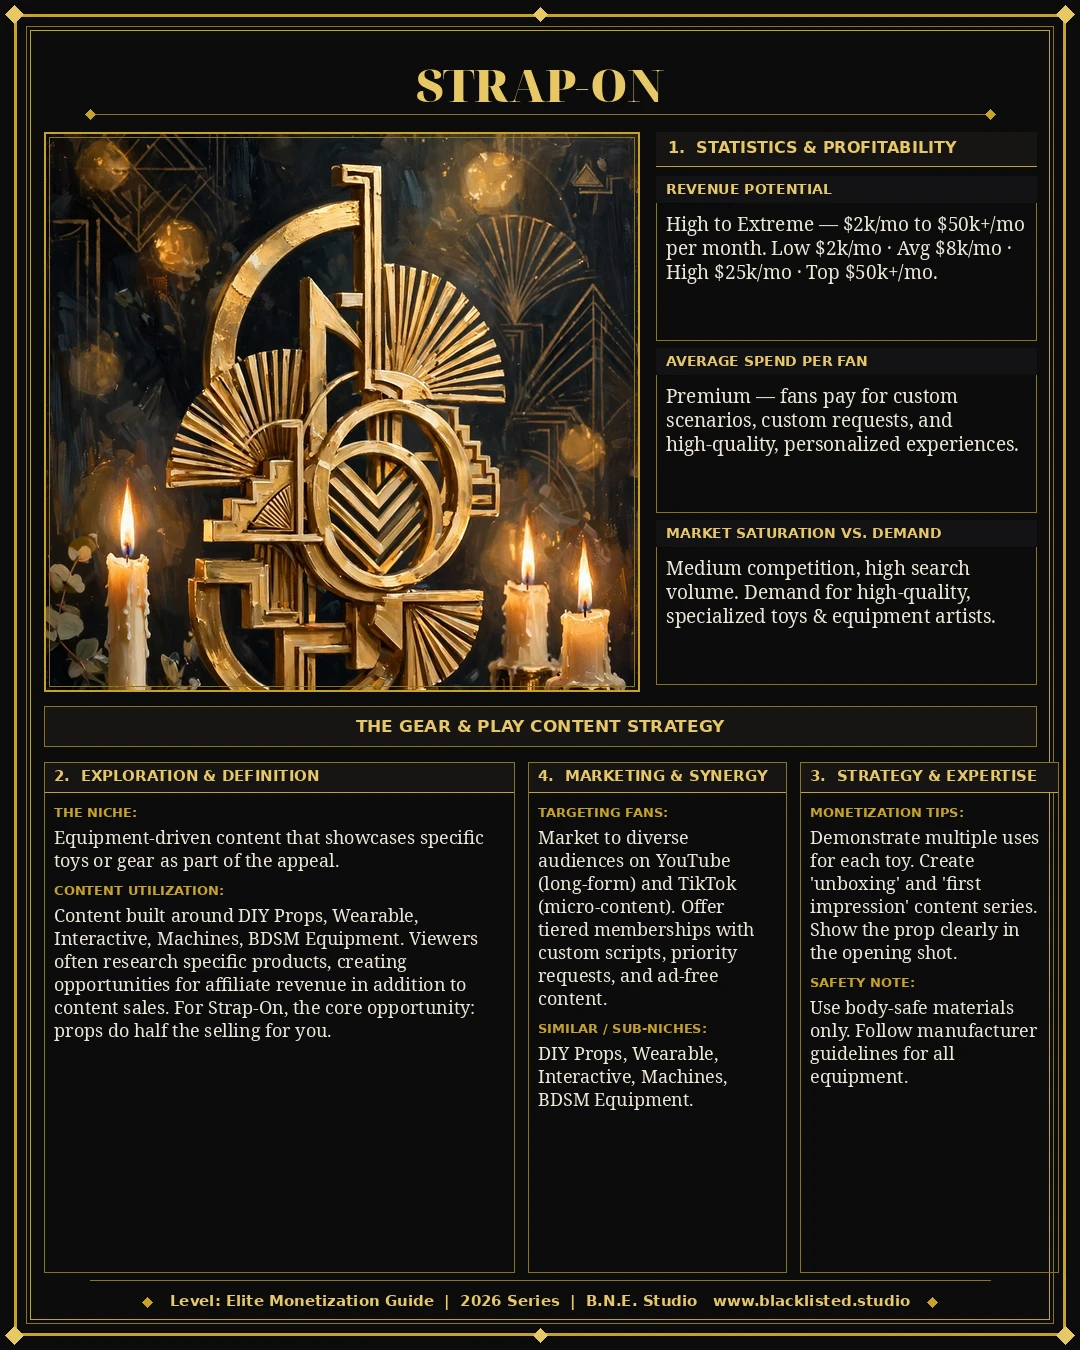 STRAP-ON
1. STATISTICS & PROFITABILITY
REVENUE POTENTIAL
High to Extreme — $2k/mo to $50k+/mo
per month. Low $2k/mo · Avg $8k/mo ·
High $25k/mo · Top $50k+/mo.
AVERAGE SPEND PER FAN
Premium — fans pay for custom
scenarios, custom requests, and
high-quality, personalized experiences.
MARKET SATURATION VS. DEMAND
Medium competition, high search
volume. Demand for high-quality,
specialized toys & equipment artists.
THE GEAR & PLAY CONTENT STRATEGY
2. EXPLORATION & DEFINITION
THE NICHE:
Equipment-driven content that showcases specific
toys or gear as part of the appeal.
CONTENT UTILIZATION:
Content built around DIY Props, Wearable,
Interactive, Machines, BDSM Equipment. Viewers
often research specific products, creating
opportunities for affiliate revenue in addition to
content sales. For Strap-On, the core opportunity:
props do half the selling for you.
4. MARKETING & SYNERGY
TARGETING FANS:
Market to diverse
audiences on YouTube
(long-form) and TikTok
(micro-content). Offer
tiered memberships with
custom scripts, priority
requests, and ad-free
content.
SIMILAR / SUB-NICHES:
DIY Props, Wearable,
Interactive, Machines,
BDSM Equipment.
3. STRATEGY & EXPERTISE
MONETIZATION TIPS:
Demonstrate multiple uses
for each toy. Create
'unboxing' and 'first
impression' content series.
Show the prop clearly in
the opening shot.
SAFETY NOTE:
Use body-safe materials
only. Follow manufacturer
guidelines for all
equipment.
Level: Elite Monetization Guide | 2026 Series | B.N.E. Studio www.blacklisted.studio